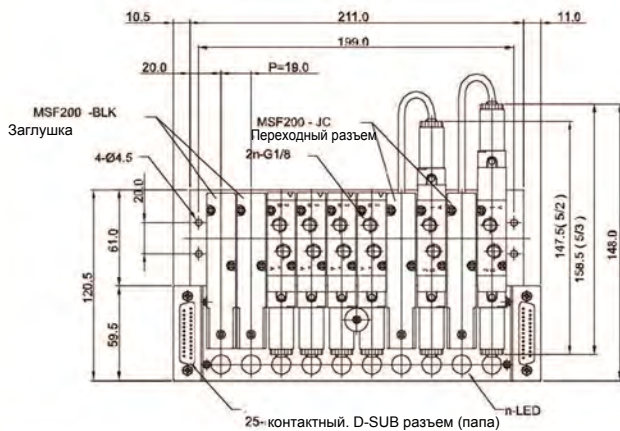 10.5
211.0
11.0
199.0
20.0
P=19.0
MSF200 -BLK
Заглушка
MSF200 - JC
Переходный разъем
2n-G1/8
4-Ø4.5
20.0
61.0
120.5
59.5
147.5( 5/2 )
158.5 ( 5/3 )
148.0
n-LED
25- контактный. D-SUB разъем (папа)